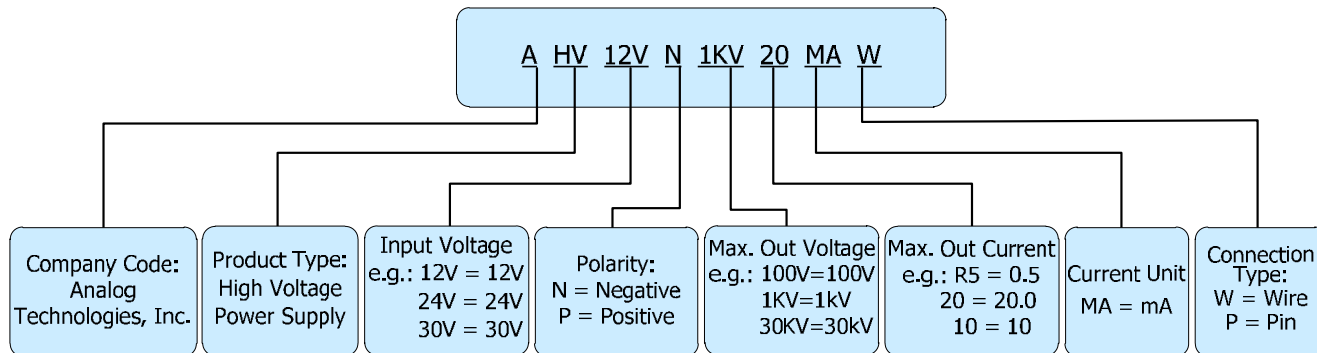 A HV 12V N 1KV 20 MA W
Company Code:
Analog
Technologies, Inc.
Product Type:
High Voltage
Power Supply
Input Voltage
e.g.: 12V = 12V
24V = 24V
30V = 30V
Polarity:
N = Negative
P = Positive
Max. Out Voltage
e.g.: 100V=100V
1KV=1kV
30KV=30kV
Max. Out Current
e.g.: R5 = 0.5
20 = 20.0
10 = 10
Current Unit
MA = mA
Connection
Type:
W = Wire
P = Pin